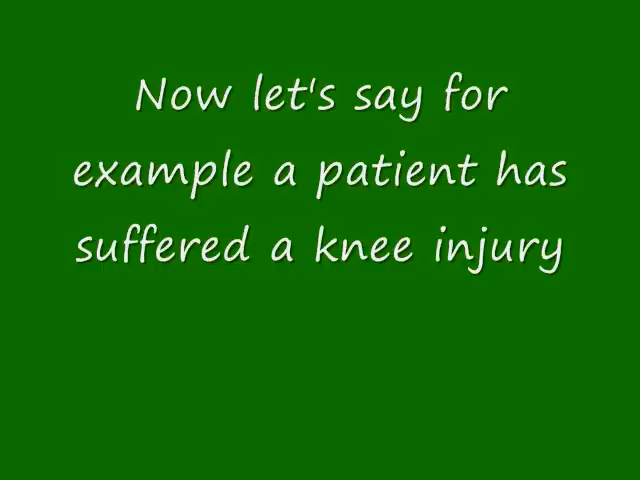 Now let's say for
example a patient has
suffered a knee injury